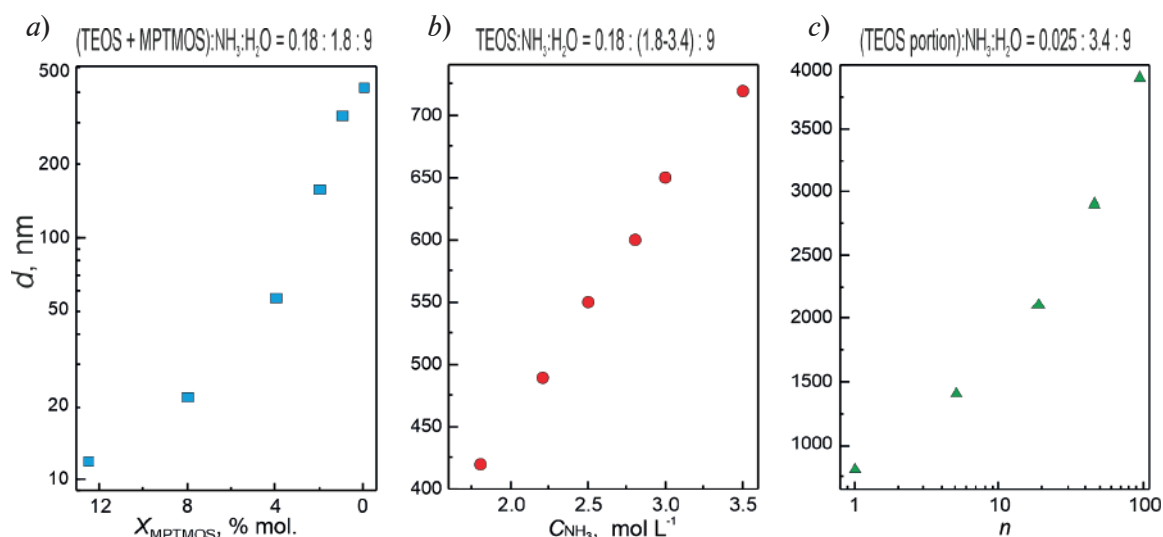 a)
(TEOS + MPTMOS):NH₃:H₂O = 0.18 : 1.8 : 9
500
200
100
50
20
10
d, nm
12 8 4 0
X_MPTMOS, % mol.
b)
TEOS:NH₃:H₂O = 0.18 : (1.8-3.4) : 9
700
650
600
550
500
450
400
2.0 2.5 3.0 3.5
C_NH₃, mol L⁻¹
c)
(TEOS portion):NH₃:H₂O = 0.025 : 3.4 : 9
4000
3500
3000
2500
2000
1500
1000
1 10 100
n